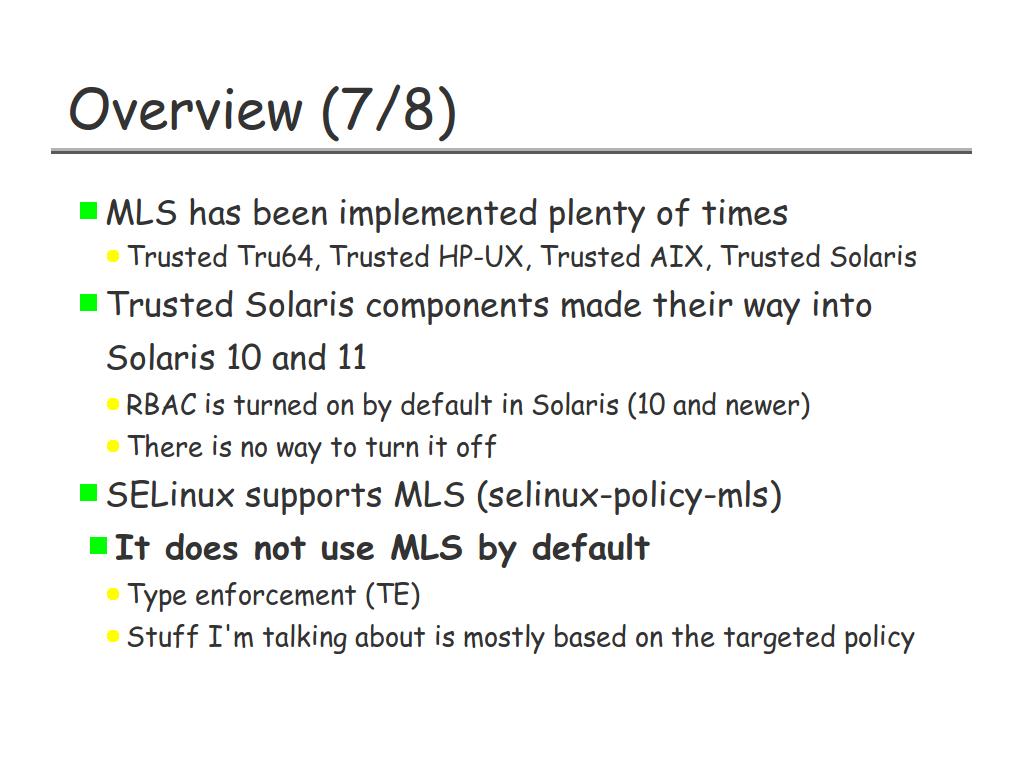 Overview (7/8)
MLS has been implemented plenty of times
Trusted Tru64, Trusted HP-UX, Trusted AIX, Trusted Solaris
Trusted Solaris components made their way into
Solaris 10 and 11
RBAC is turned on by default in Solaris (10 and newer)
There is no way to turn it off
SELinux supports MLS (selinux-policy-mls)
It does not use MLS by default
Type enforcement (TE)
Stuff I'm talking about is mostly based on the targeted policy